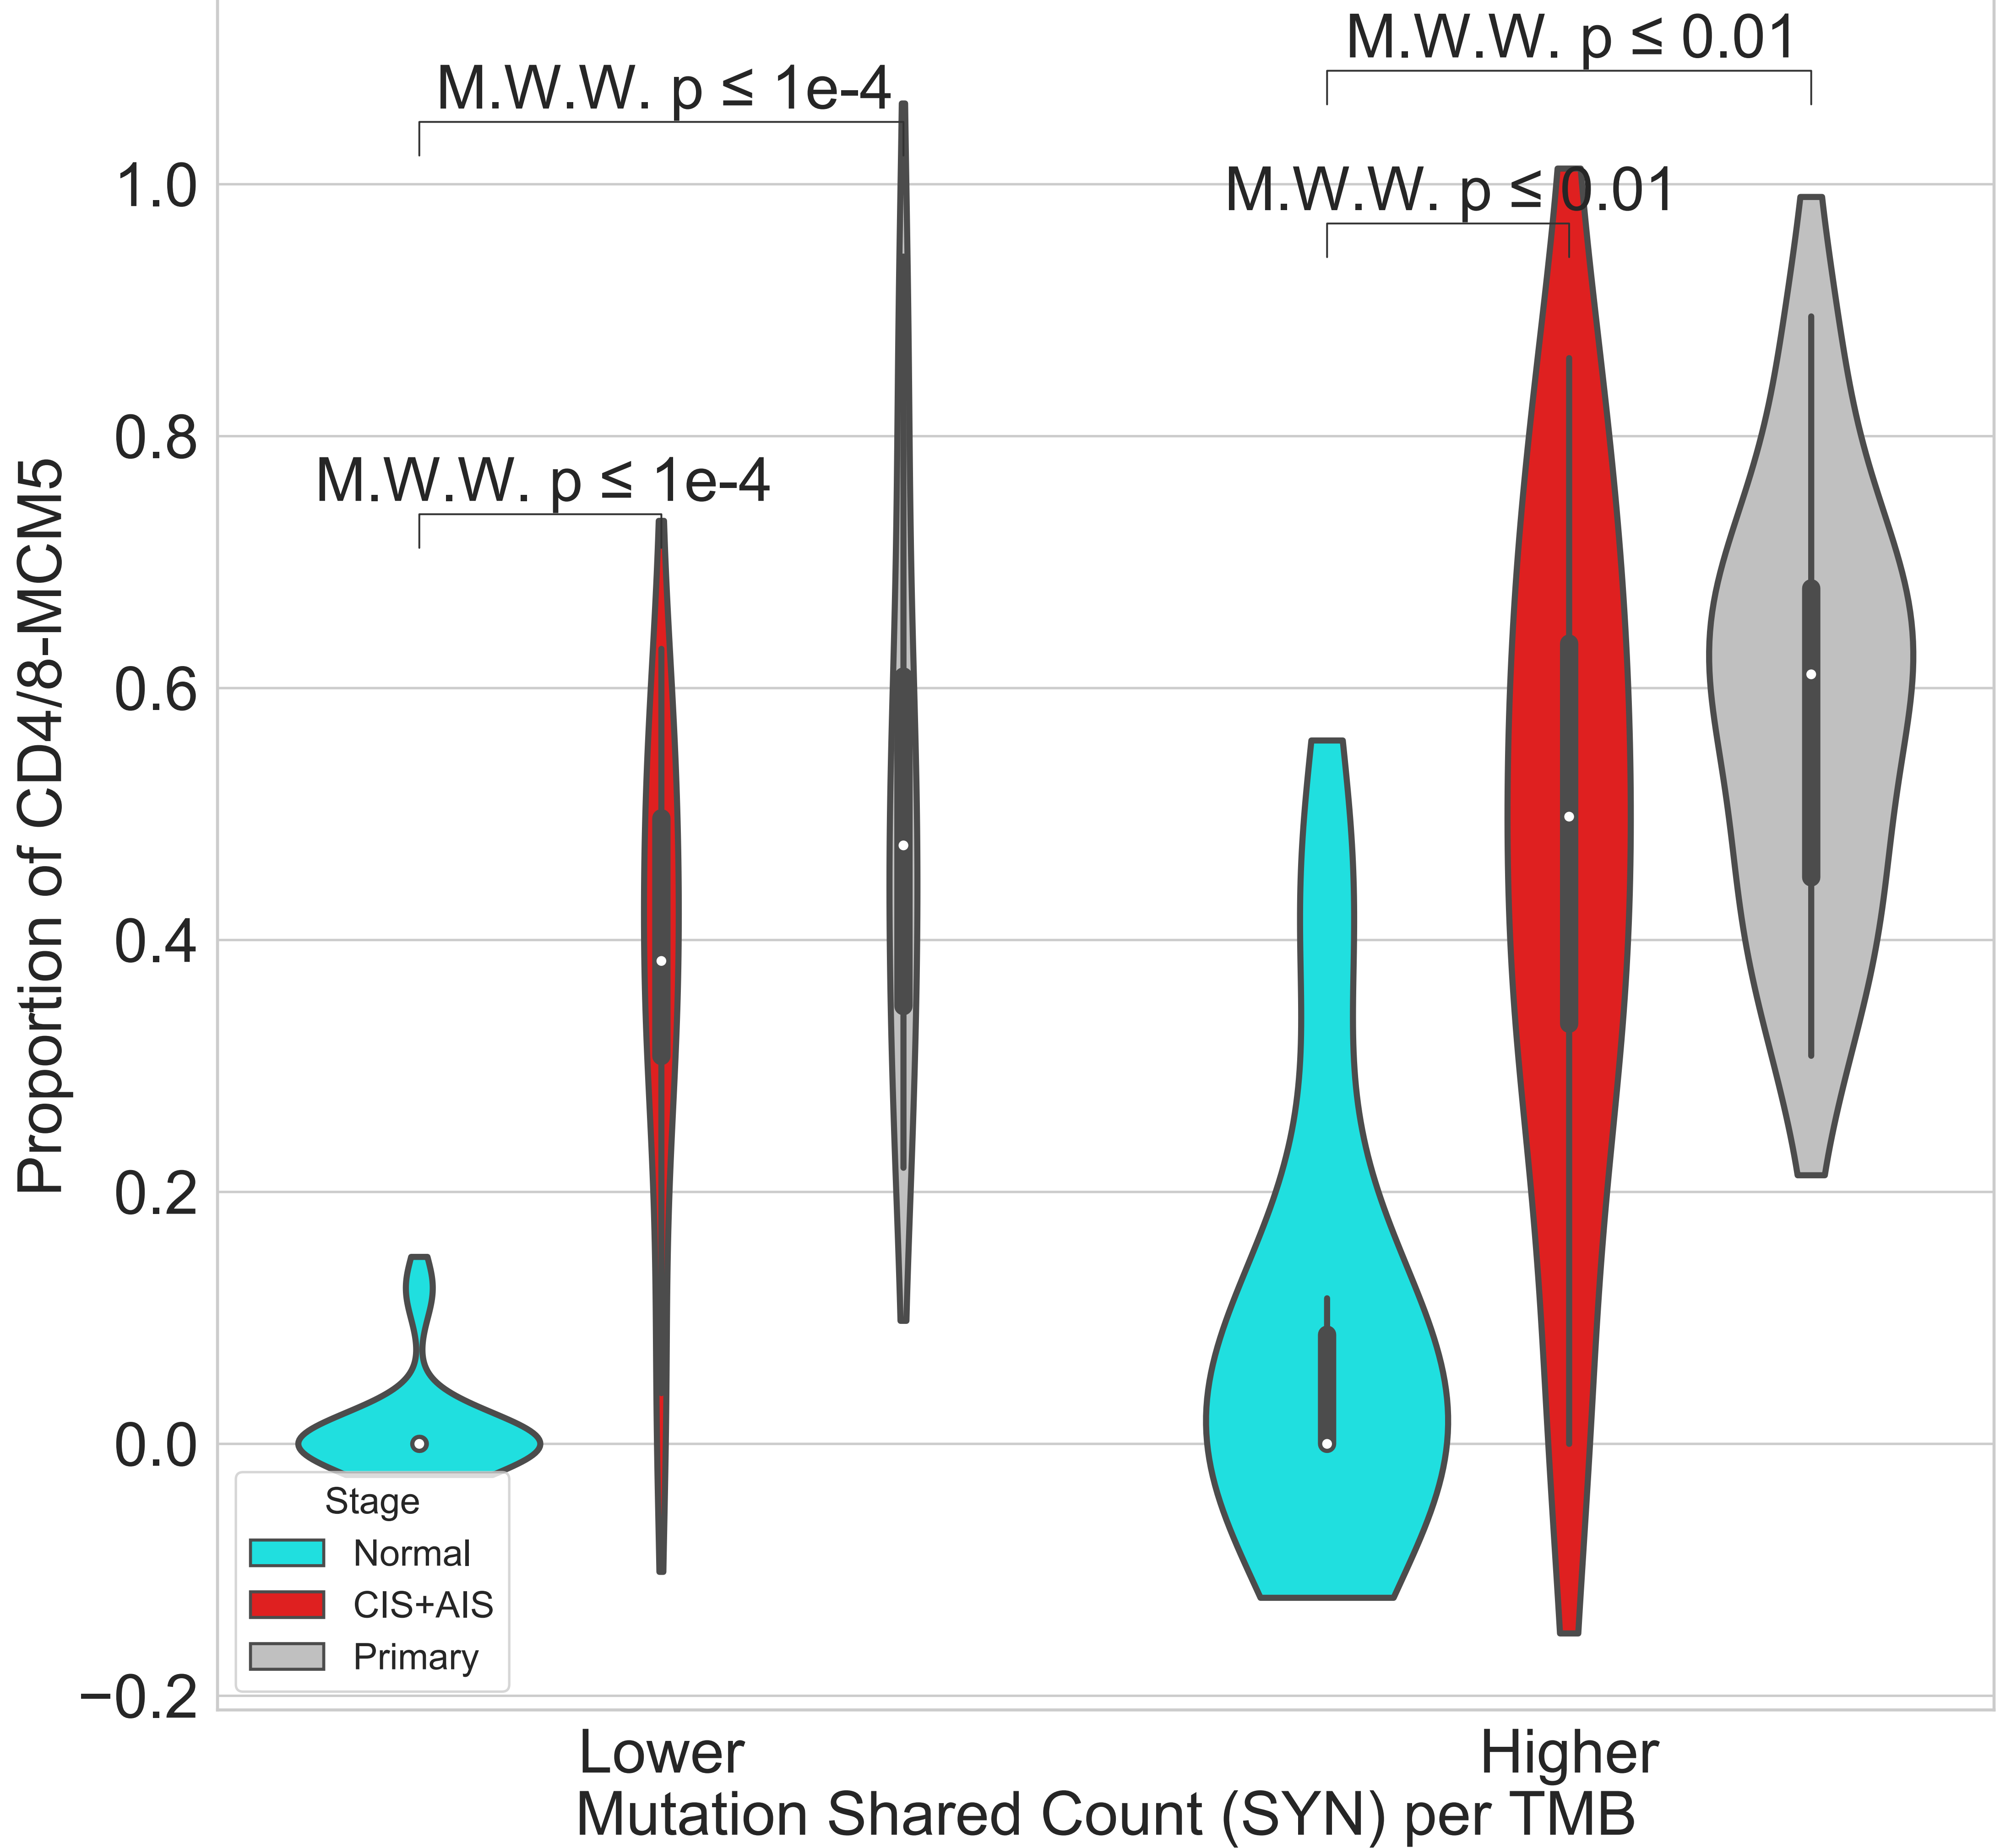 M.W.W. p ≤ 0.01
M.W.W. p ≤ 1e-4
M.W.W. p ≤ 0.01
M.W.W. p ≤ 1e-4
Proportion of CD4/8-MCM5
1.0
0.8
0.6
0.4
0.2
0.0
−0.2
Stage
Normal
CIS+AIS
Primary
Lower
Higher
Mutation Shared Count (SYN) per TMB